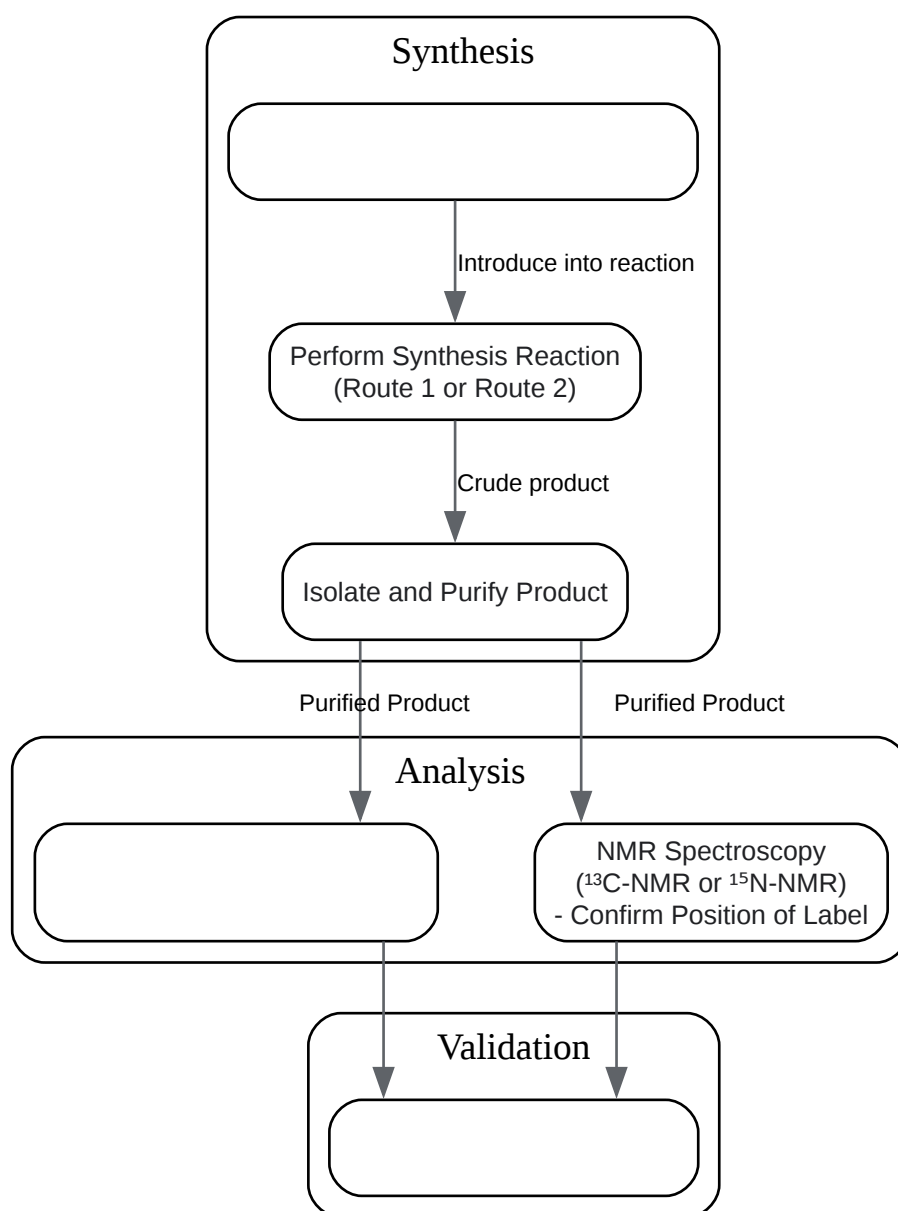 Synthesis
Introduce into reaction
Perform Synthesis Reaction
(Route 1 or Route 2)
Crude product
Isolate and Purify Product
Purified Product
Purified Product
Analysis
NMR Spectroscopy
(¹³C-NMR or ¹⁵N-NMR)
- Confirm Position of Label
Validation